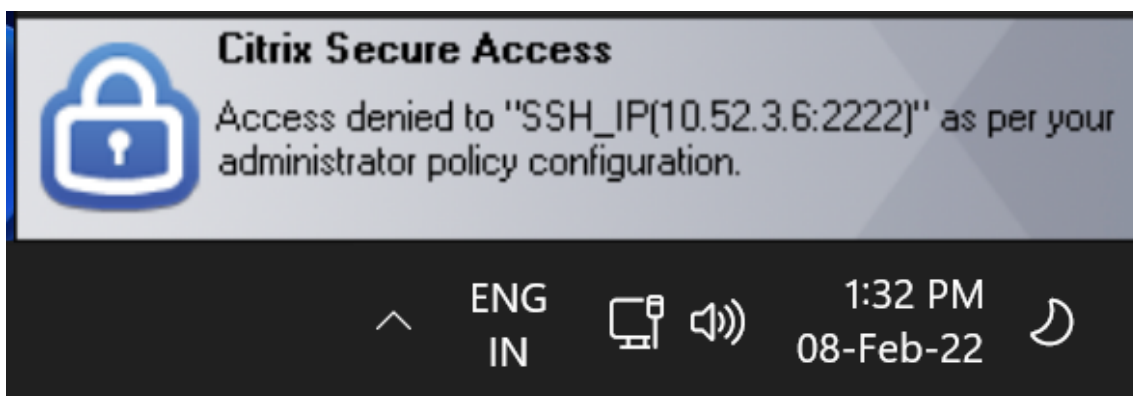 Citrix Secure Access
Access denied to "SSH_IP(10.52.3.6:2222)" as per your
administrator policy configuration.
ENG
IN
1:32 PM
08-Feb-22